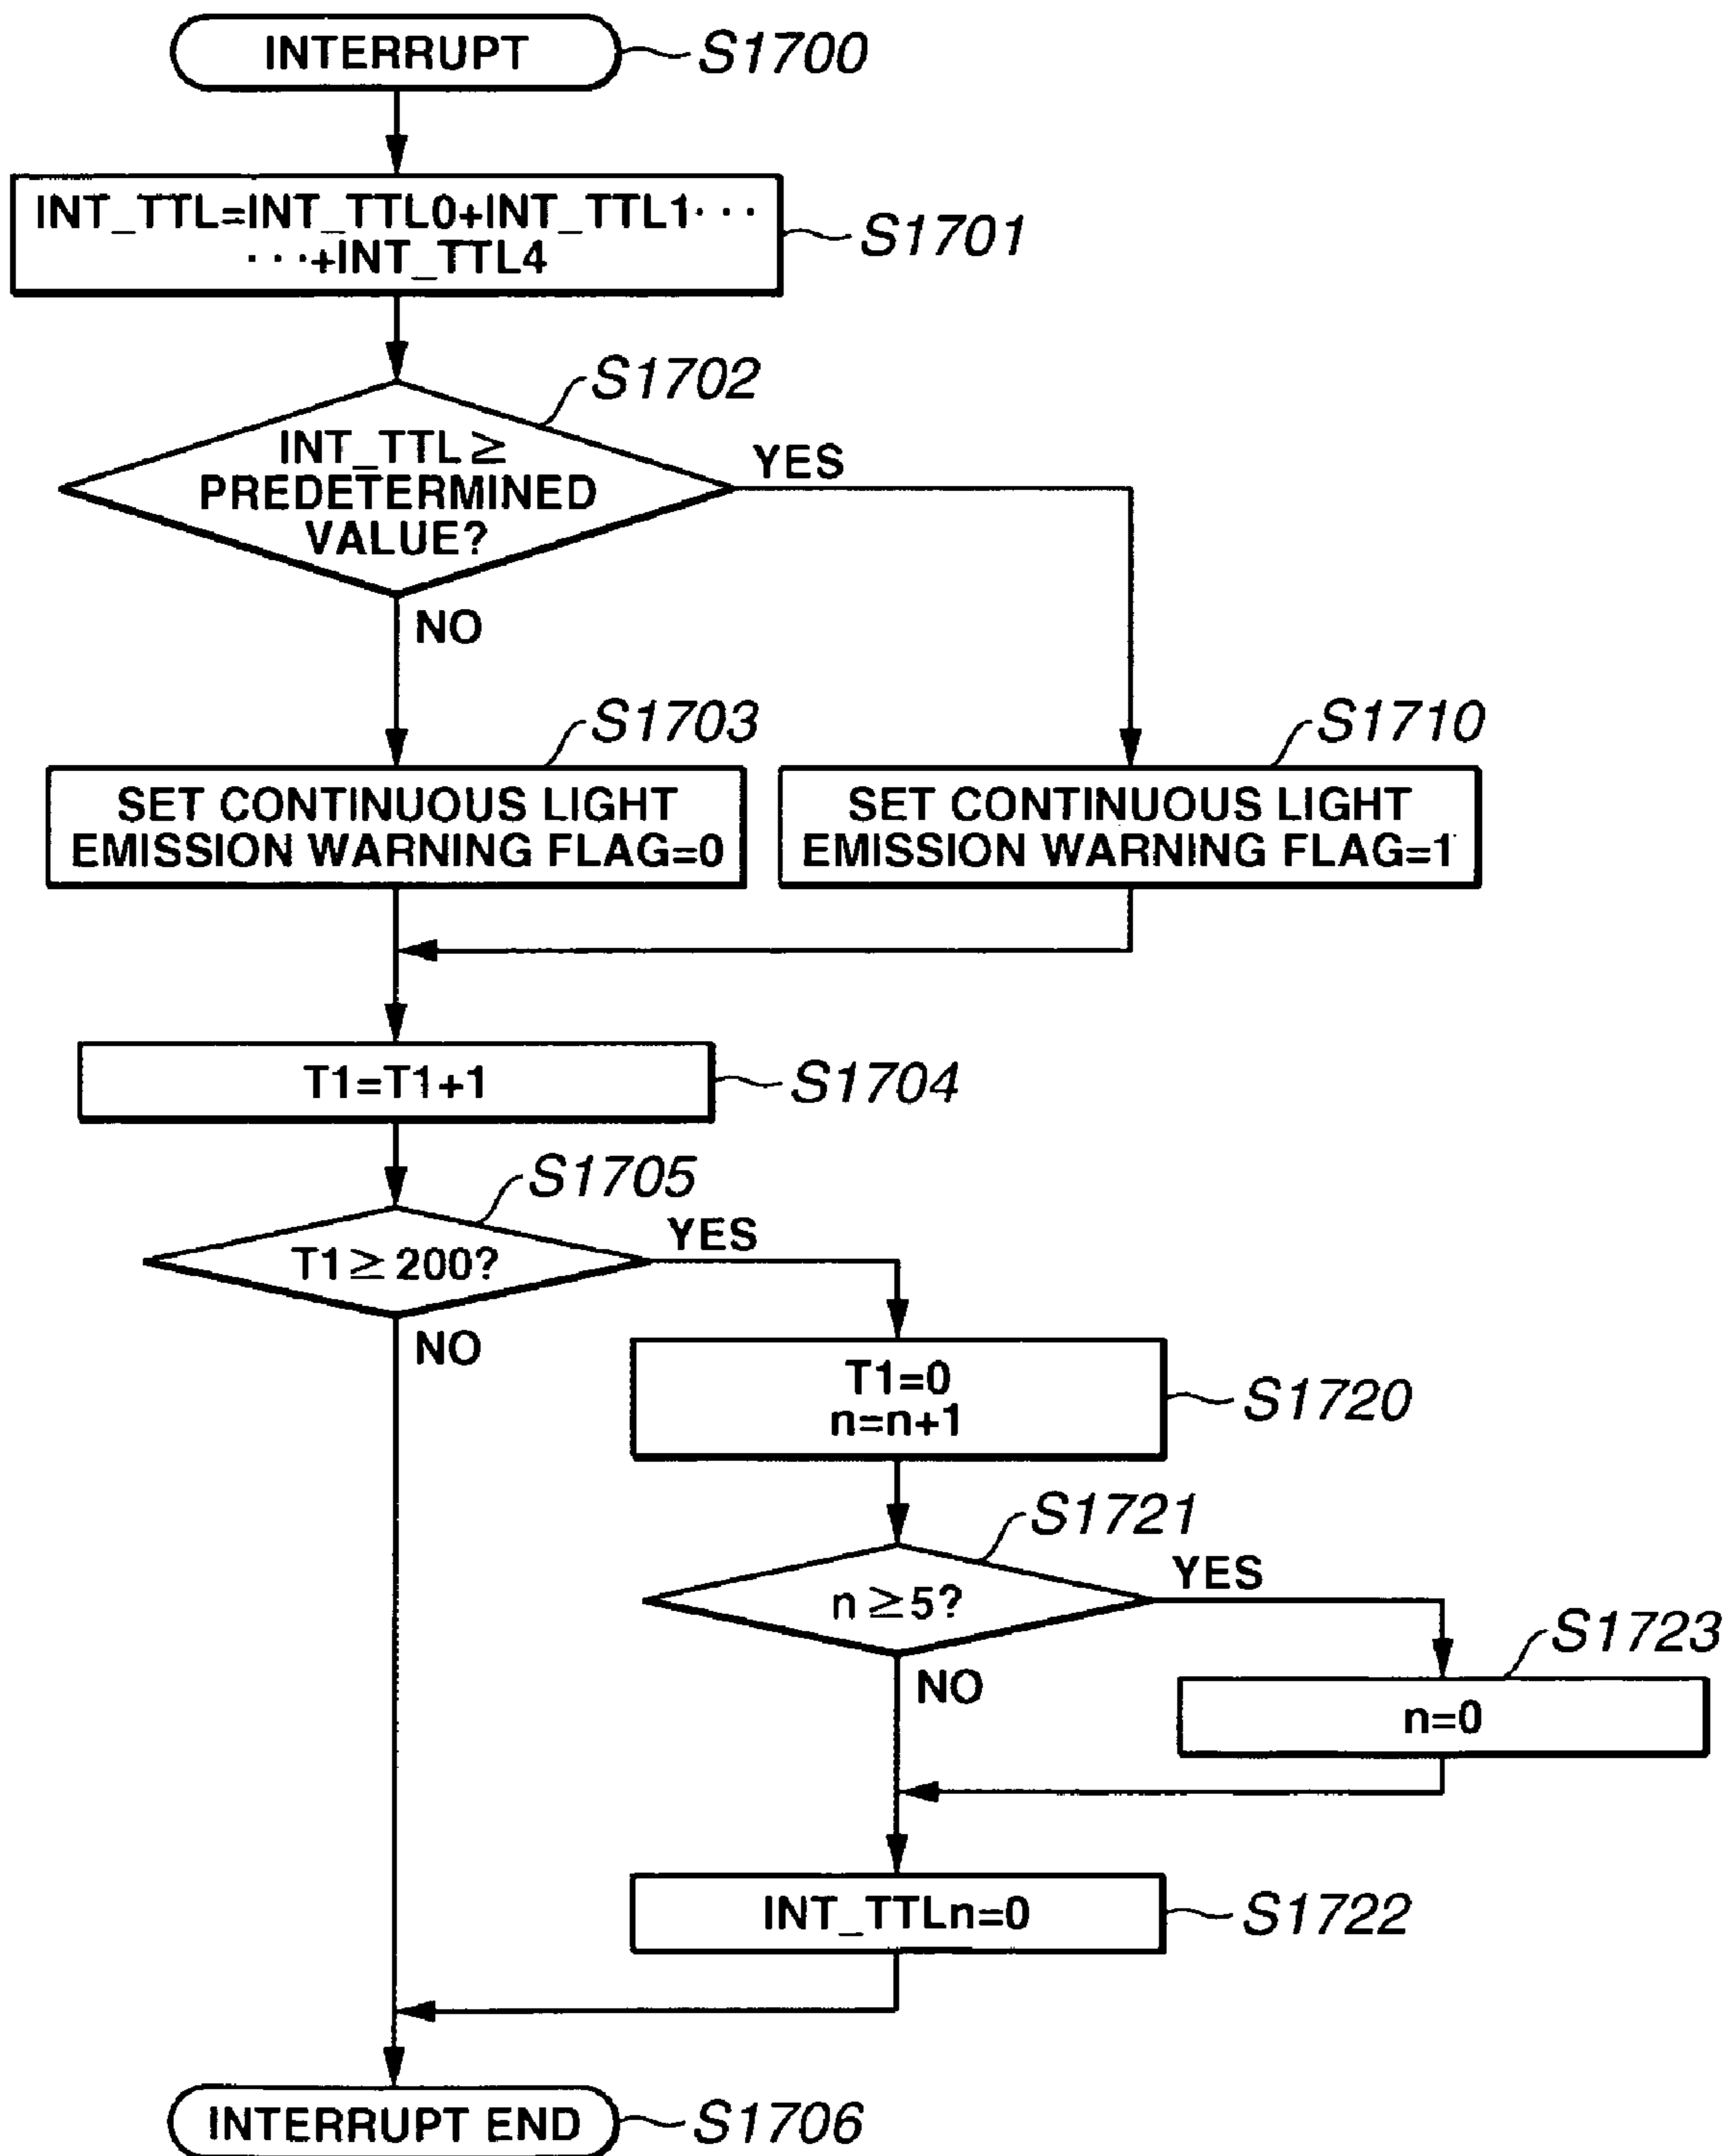 INTERRUPT
S1700
INT_TTL=INT_TTL0+INT_TTL1···
···+INT_TTL4
S1701
S1702
INT_TTL≥
PREDETERMINED
VALUE?
YES
NO
S1703
SET CONTINUOUS LIGHT
EMISSION WARNING FLAG=0
S1710
SET CONTINUOUS LIGHT
EMISSION WARNING FLAG=1
T1=T1+1
S1704
S1705
T1≥200?
YES
NO
T1=0
n=n+1
S1720
S1721
n≥5?
YES
NO
S1723
n=0
INT_TTLn=0
S1722
INTERRUPT END
S1706